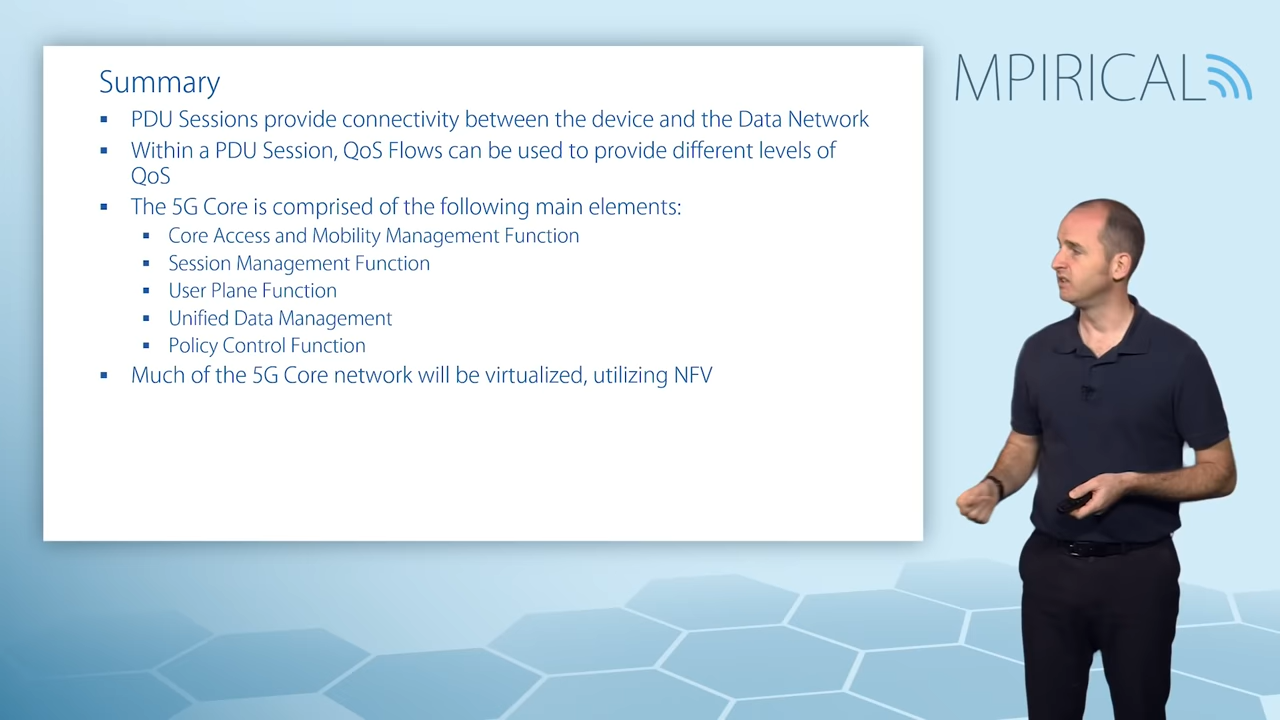 Summary
▪ PDU Sessions provide connectivity between the device and the Data Network
▪ Within a PDU Session, QoS Flows can be used to provide different levels of
QoS
▪ The 5G Core is comprised of the following main elements:
▪ Core Access and Mobility Management Function
▪ Session Management Function
▪ User Plane Function
▪ Unified Data Management
▪ Policy Control Function
▪ Much of the 5G Core network will be virtualized, utilizing NFV
MPIRICAL